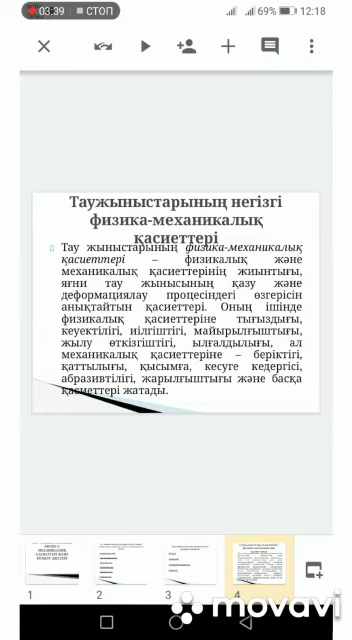 03:39 СТОП 69% 12:18
Таужыныстарының негізгі
физика-механикалық
қасиеттері
Тау жыныстарының физика-механикалық
қасиеттері – физикалық және
механикалық қасиеттерінің жиынтығы,
яғни тау жынысының қазу және
деформациялау процесіндегі өзгерісін
анықтайтын қасиеттері. Оның ішінде
физикалық қасиеттеріне тығыздығы,
кеуектілігі, иілгіштігі, майырылғыштығы,
жылу өткізгіштігі, ылғалдылығы, ал
механикалық қасиеттеріне – беріктігі,
қаттылығы, қысымға, кесуге кедергісі,
абразивтілігі, жарылғыштығы және басқа
қасиеттері жатады.
1 2 3 4
movavi